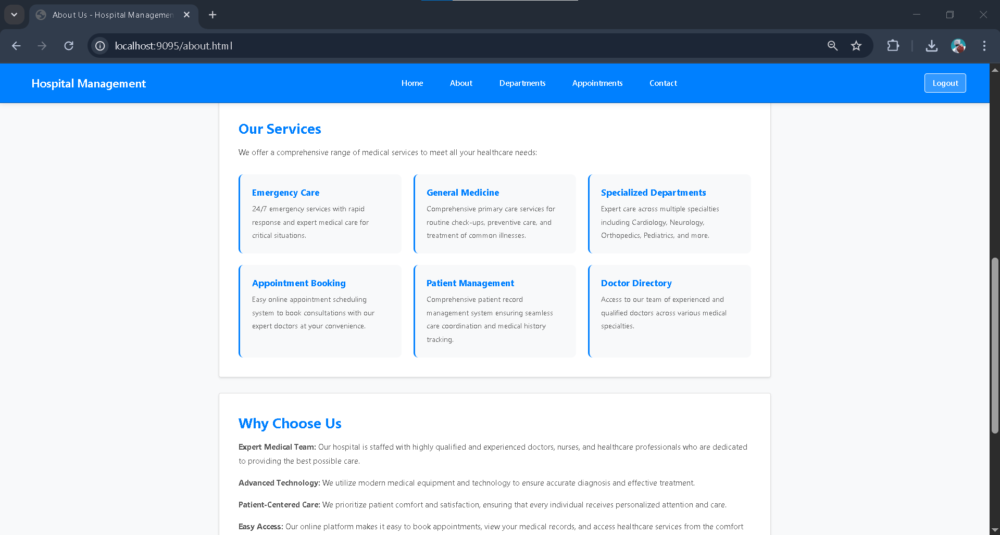 About Us - Hospital Managemen
localhost:9095/about.html
Hospital Management
Home
About
Departments
Appointments
Contact
Logout
Our Services
We offer a comprehensive range of medical services to meet all your healthcare needs:
Emergency Care
24/7 emergency services with rapid
response and expert medical care for
critical situations.
General Medicine
Comprehensive primary care services for
routine check-ups, preventive care, and
treatment of common illnesses.
Specialized Departments
Expert care across multiple specialties
including Cardiology, Neurology,
Orthopedics, Pediatrics, and more.
Appointment Booking
Easy online appointment scheduling
system to book consultations with our
expert doctors at your convenience.
Patient Management
Comprehensive patient record
management system ensuring seamless
care coordination and medical history
tracking.
Doctor Directory
Access to our team of experienced and
qualified doctors across various medical
specialties.
Why Choose Us
Expert Medical Team: Our hospital is staffed with highly qualified and experienced doctors, nurses, and healthcare professionals who are dedicated
to providing the best possible care.
Advanced Technology: We utilize modern medical equipment and technology to ensure accurate diagnosis and effective treatment.
Patient-Centered Care: We prioritize patient comfort and satisfaction, ensuring that every individual receives personalized attention and care.
Easy Access: Our online platform makes it easy to book appointments, view your medical records, and access healthcare services from the comfort